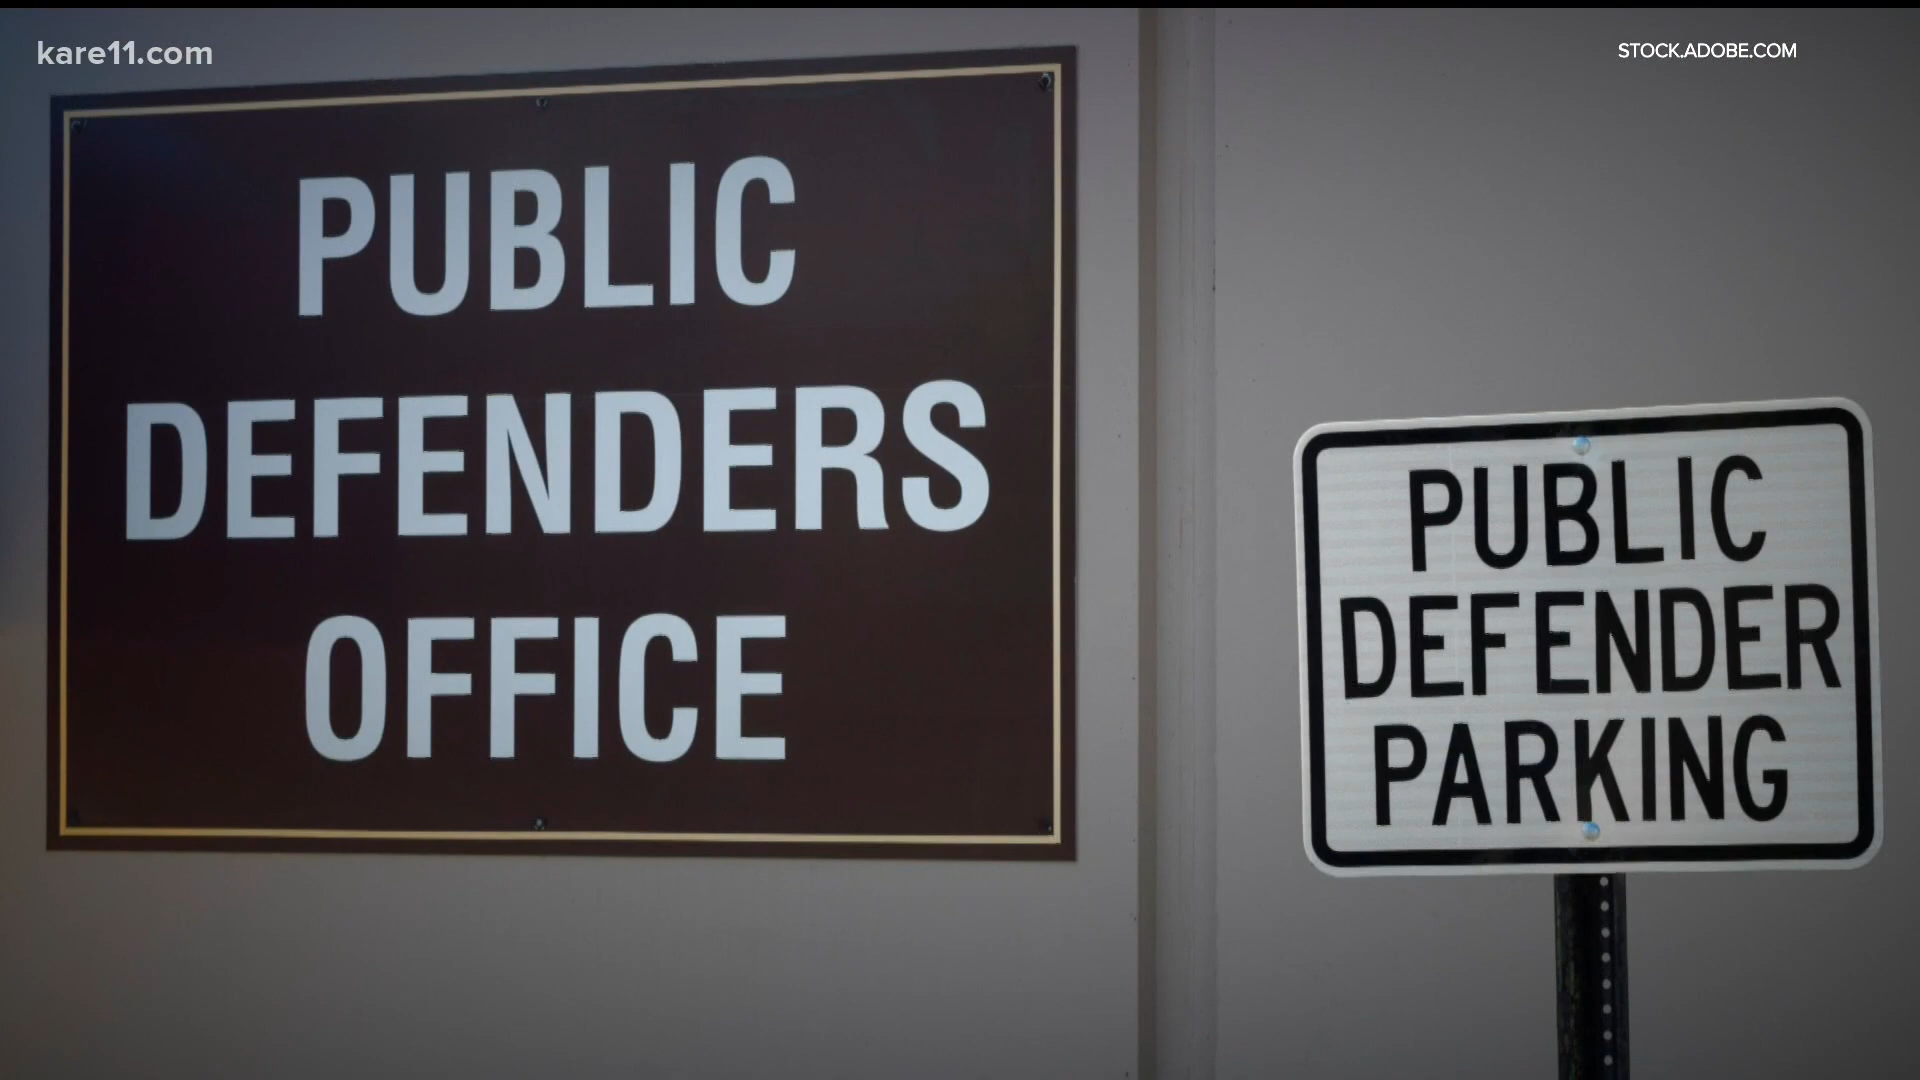 kare11.com
STOCK.ADOBE.COM
PUBLIC
DEFENDERS
OFFICE
PUBLIC
DEFENDER
PARKING